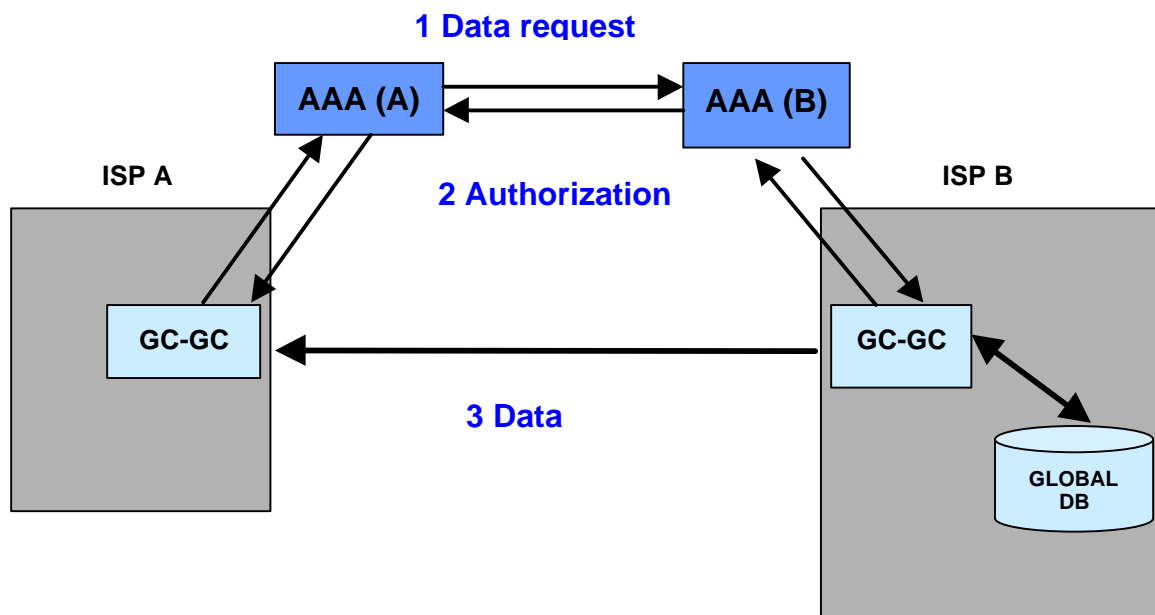 1 Data request
AAA (A)
AAA (B)
ISP A
ISP B
2 Authorization
GC-GC
GC-GC
3 Data
GLOBAL
DB